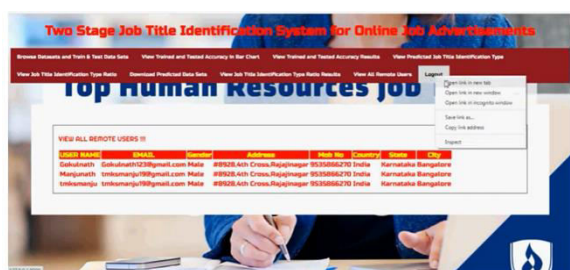 Two Stage Job Title Identification System for Online Job Advertisements
Browse Datasets and Train & Test Data Sets View Trained and Tested Accuracy in Bar Chart View Trained and Tested Accuracy Results View Predicted Job Title Identification Type
View Job Title Identification Type Ratio Download Predicted Data Sets View Job Title Identification Type Ratio Results View All Remote Users Logout
Open link in new tab
Open link in new window
Open link in incognito window
Save link as...
Copy link address
Inspect
Top Human Resources Job
VIEW ALL REMOTE USERS !!!
USER NAME EMAIL Gender Address Mob No Country State City
Gokulnath Gokulnath123@gmail.com Male #8928,4th Cross,Rajajinagar 9535866270 India Karnataka Bangalore
Manjunath tmksmanju19@gmail.com Male #8928,4th Cross,Rajajinagar 9535866270 India Karnataka Bangalore
tmksmanju tmksmanju19@gmail.com Male #8928,4th Cross,Rajajinagar 9535866270 India Karnataka Bangalore